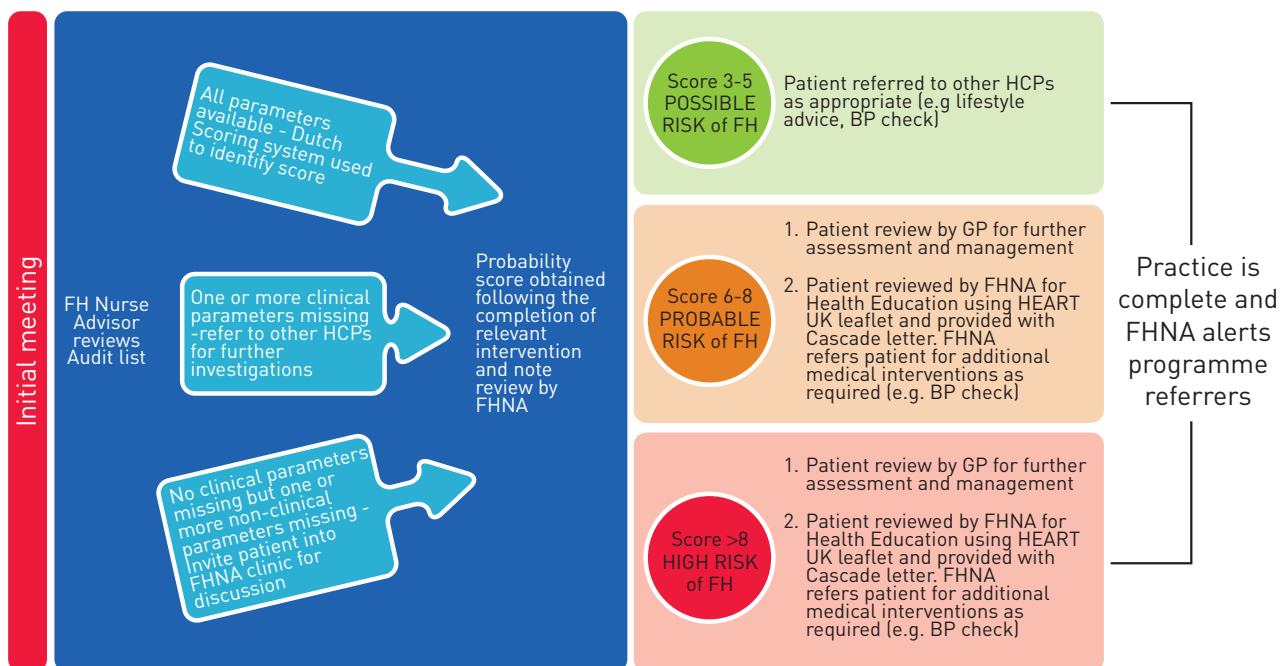 Initial meeting
FH Nurse
Advisor
reviews
Audit list
All parameters
available - Dutch
Scoring system used
to identify score
One or more clinical
parameters missing
-refer to other HCPs
for further
investigations
No clinical parameters
missing but one or
more non-clinical
parameters missing -
Invite patient into
FHNA clinic for
discussion
Probability
score obtained
following the
completion of
relevant
intervention
and note
review by
FHNA
Score 3-5
POSSIBLE
RISK of FH
Patient referred to other HCPs
as appropriate (e.g lifestyle
advice, BP check)
Score 6-8
PROBABLE
RISK of FH
1. Patient review by GP for further
assessment and management
2. Patient reviewed by FHNA for
Health Education using HEART
UK leaflet and provided with
Cascade letter. FHNA
refers patient for additional
medical interventions as
required (e.g. BP check)
Score >8
HIGH RISK
of FH
1. Patient review by GP for further
assessment and management
2. Patient reviewed by FHNA for
Health Education using HEART
UK leaflet and provided with
Cascade letter. FHNA
refers patient for additional
medical interventions as
required (e.g. BP check)
Practice is
complete and
FHNA alerts
programme
referrers